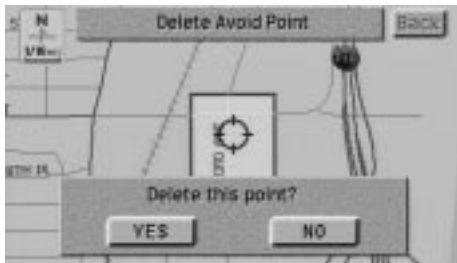 Delete Avoid Point
Back
N
Delete this point?
YES
NO